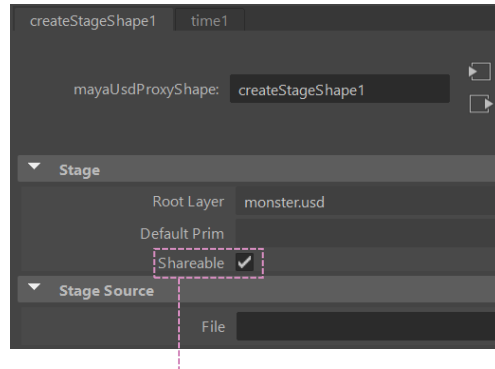 createStageShape1 time1
mayaUsdProxyShape: createStageShape1
Stage
Root Layer monster.usd
Default Prim
Shareable
Stage Source
File